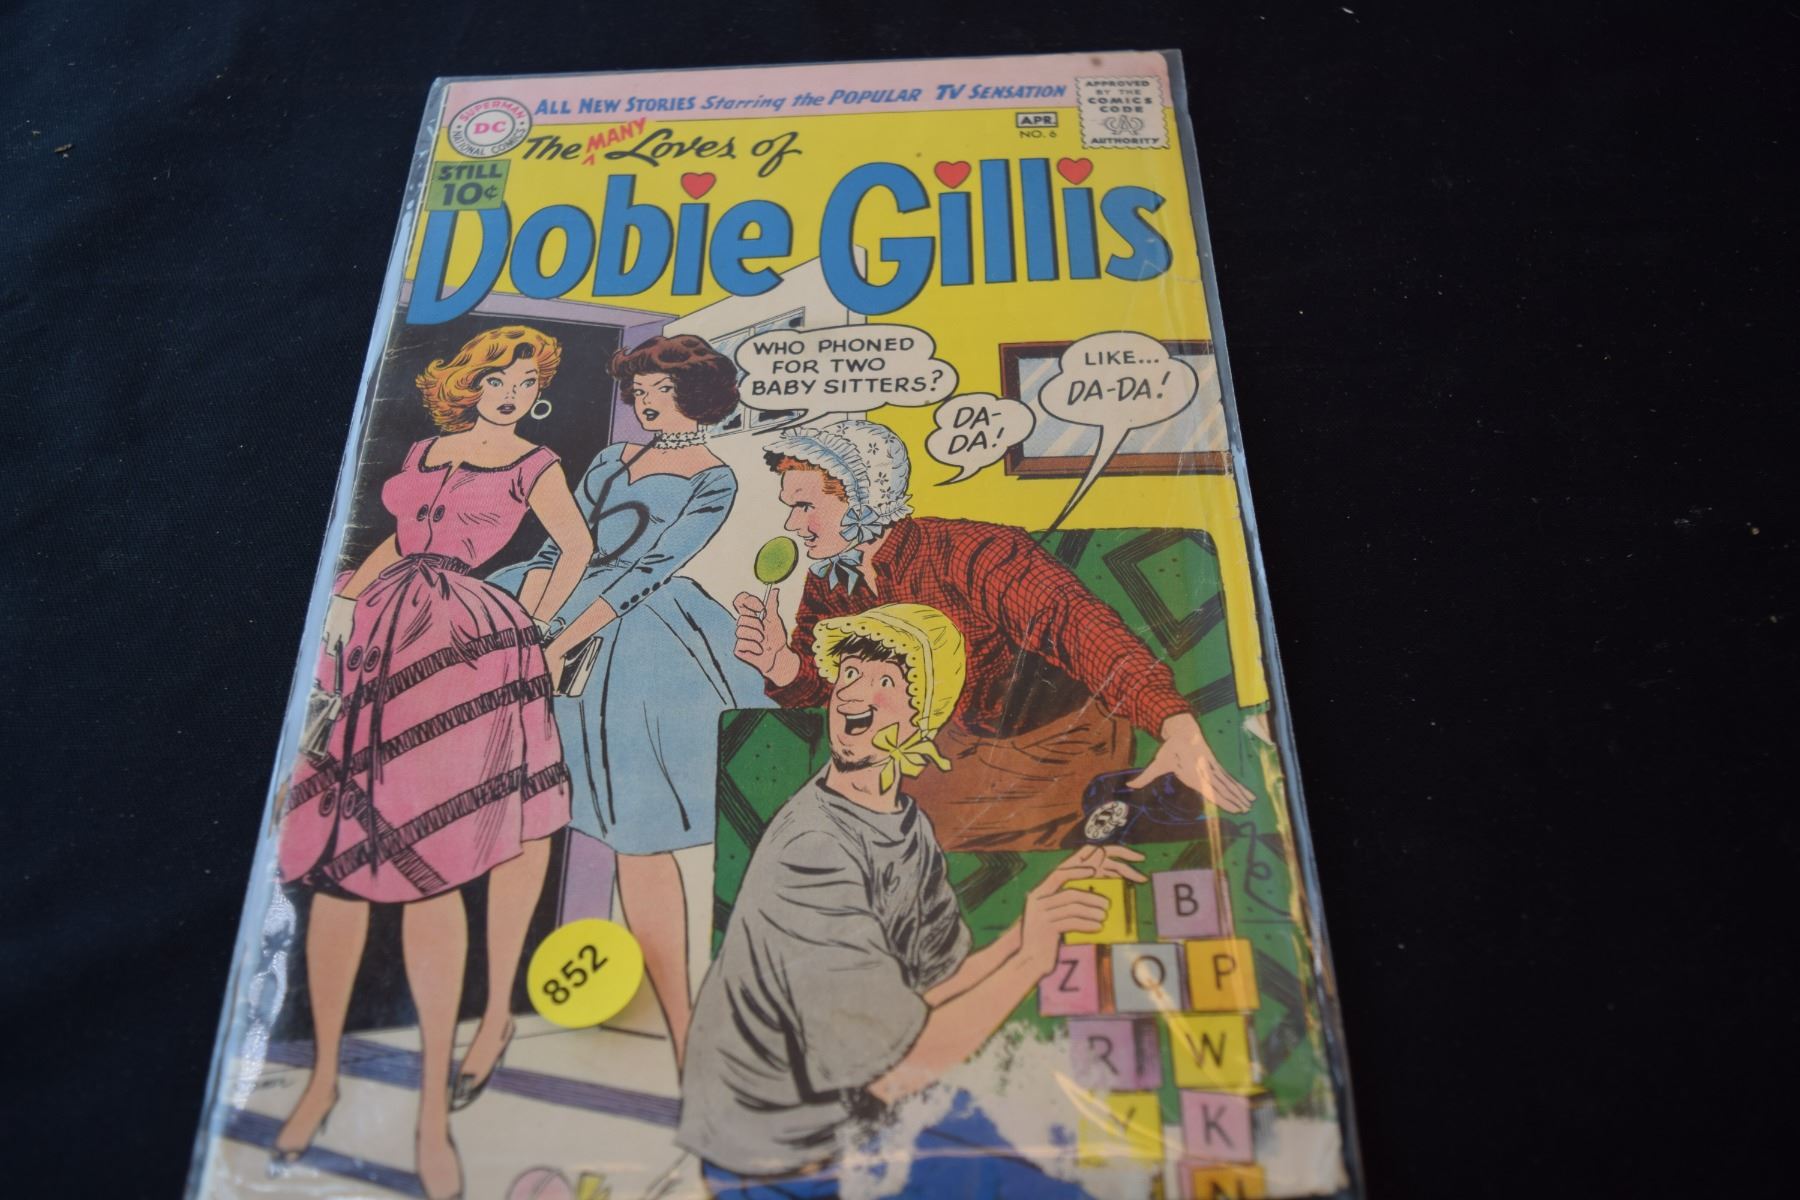 ALL NEW STORIES Starring the POPULAR TV SENSATION
SUPERMAN
DC
NATIONAL COMICS
APPROVED
BY THE
COMICS
CODE
AUTHORITY
APR.
NO. 6
The MANY Loves of
STILL
10¢
Dobie Gillis
WHO PHONED
FOR TWO
BABY SITTERS?
DA-
DA!
LIKE...
DA-DA!
852
B
Z O P
R W
Y K
N